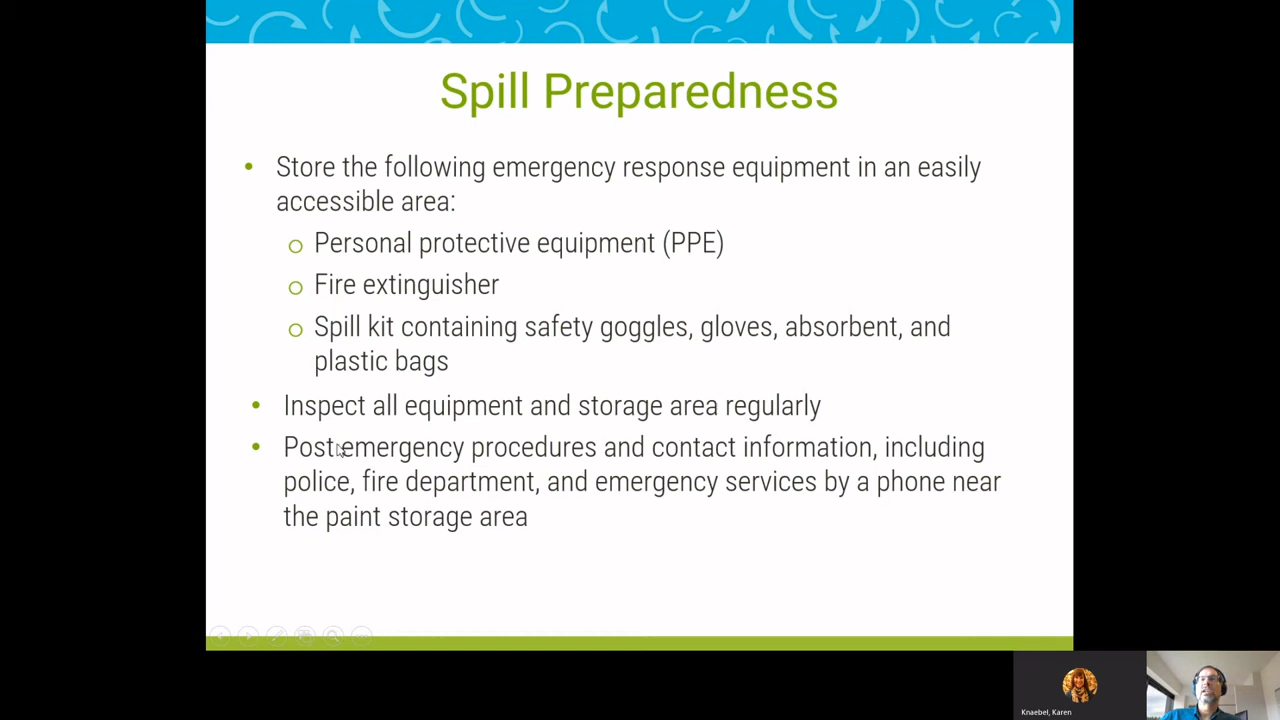 Spill Preparedness
• Store the following emergency response equipment in an easily
accessible area:
o Personal protective equipment (PPE)
o Fire extinguisher
o Spill kit containing safety goggles, gloves, absorbent, and
plastic bags
• Inspect all equipment and storage area regularly
• Post emergency procedures and contact information, including
police, fire department, and emergency services by a phone near
the paint storage area
Knaebel, Karen